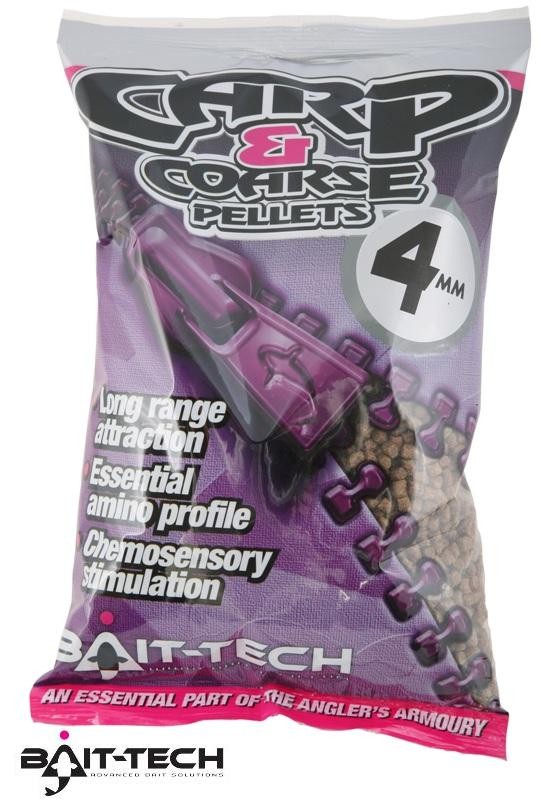 CARP
&
COARSE
PELLETS
4MM
Long range
attraction
Essential
amino profile
Chemosensory
stimulation
BAIT-TECH
AN ESSENTIAL PART OF THE ANGLER'S ARMOURY
BAIT-TECH
ADVANCED BAIT SOLUTIONS